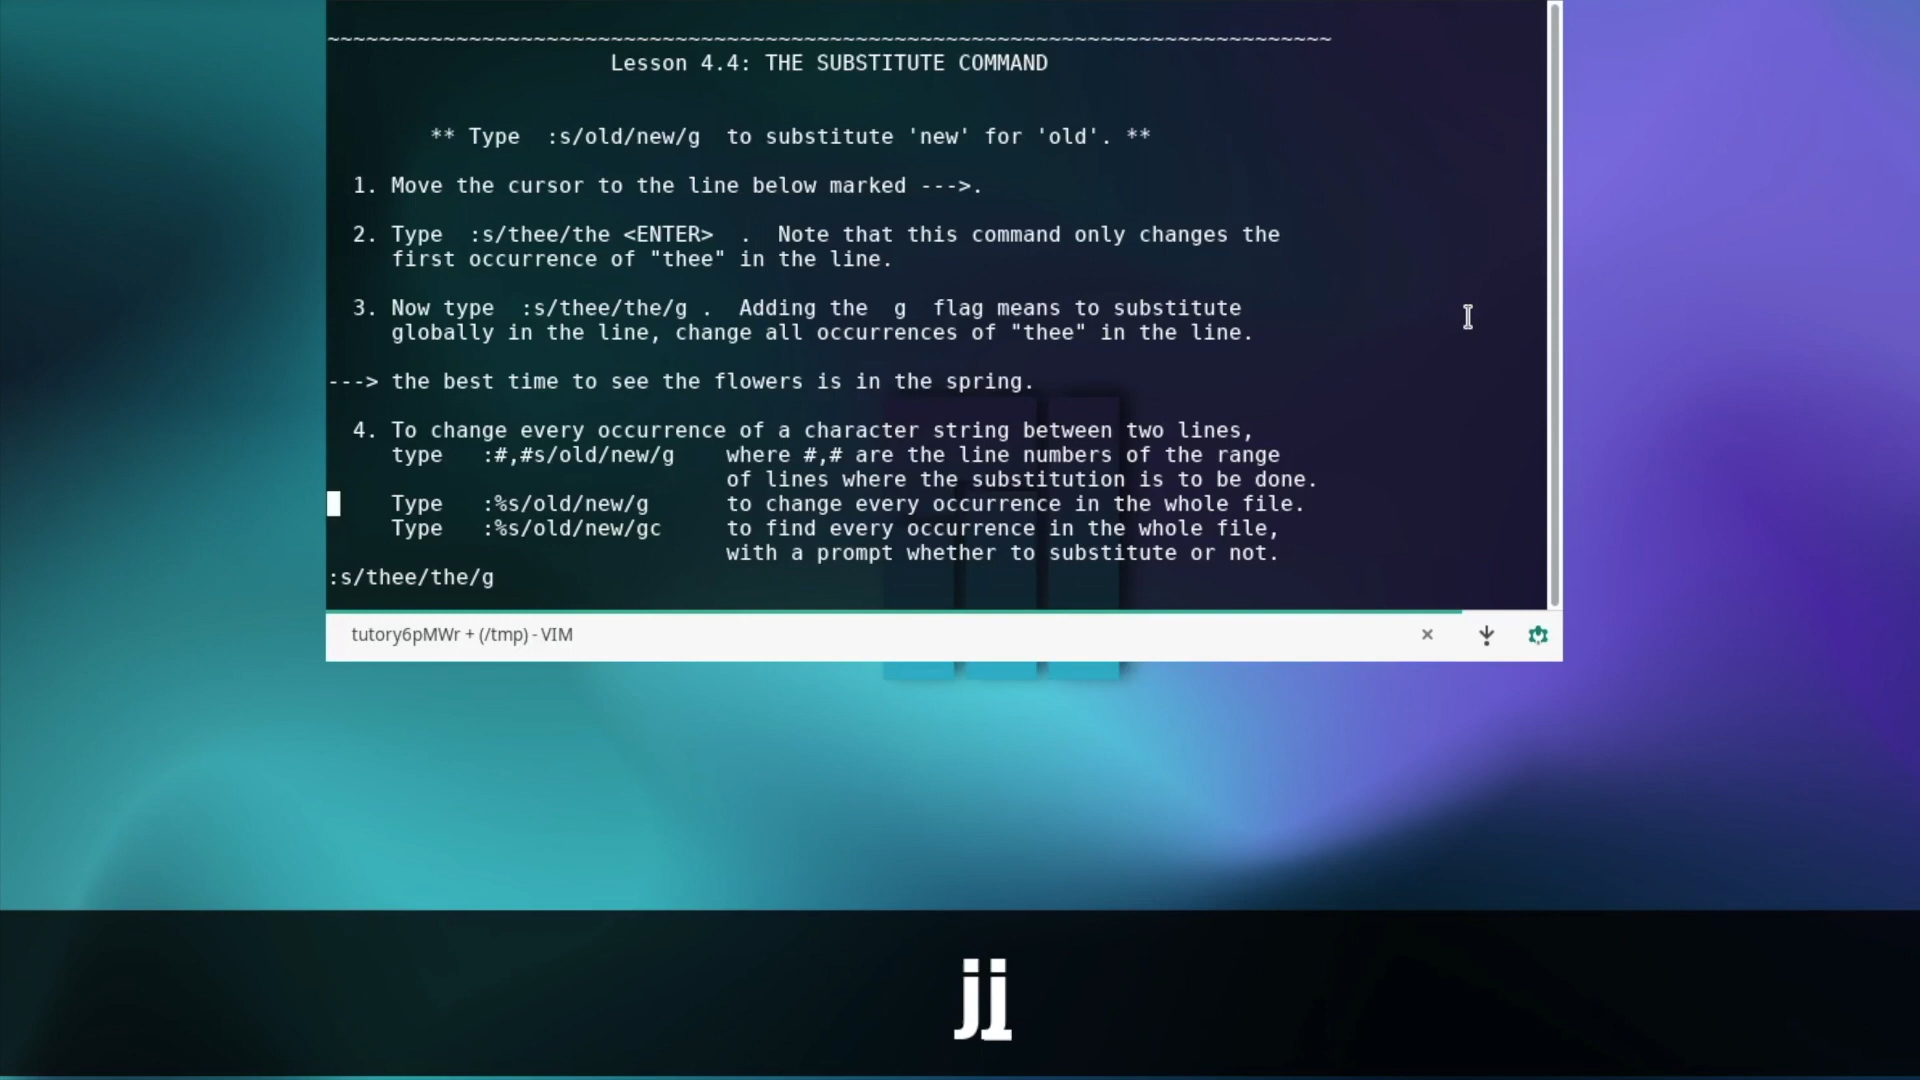 ~~~~~~~~~~~~~~~~~~~~~~~~~~~~~~~~~~~~~~~~~~~~~~~~~~~~~~~~~~~~~~~~~~~~~~~~~~~~~~
Lesson 4.4: THE SUBSTITUTE COMMAND
** Type  :s/old/new/g  to substitute 'new' for 'old'. **
1. Move the cursor to the line below marked --->.
2. Type  :s/thee/the <ENTER>  .  Note that this command only changes the
first occurrence of "thee" in the line.
3. Now type  :s/thee/the/g .  Adding the  g  flag means to substitute
globally in the line, change all occurrences of "thee" in the line.
---> the best time to see the flowers is in the spring.
4. To change every occurrence of a character string between two lines,
type   :#,#s/old/new/g    where #,# are the line numbers of the range
of lines where the substitution is to be done.
Type   :%s/old/new/g      to change every occurrence in the whole file.
Type   :%s/old/new/gc     to find every occurrence in the whole file,
with a prompt whether to substitute or not.
:s/thee/the/g
tutory6pMWr + (/tmp) - VIM
jj